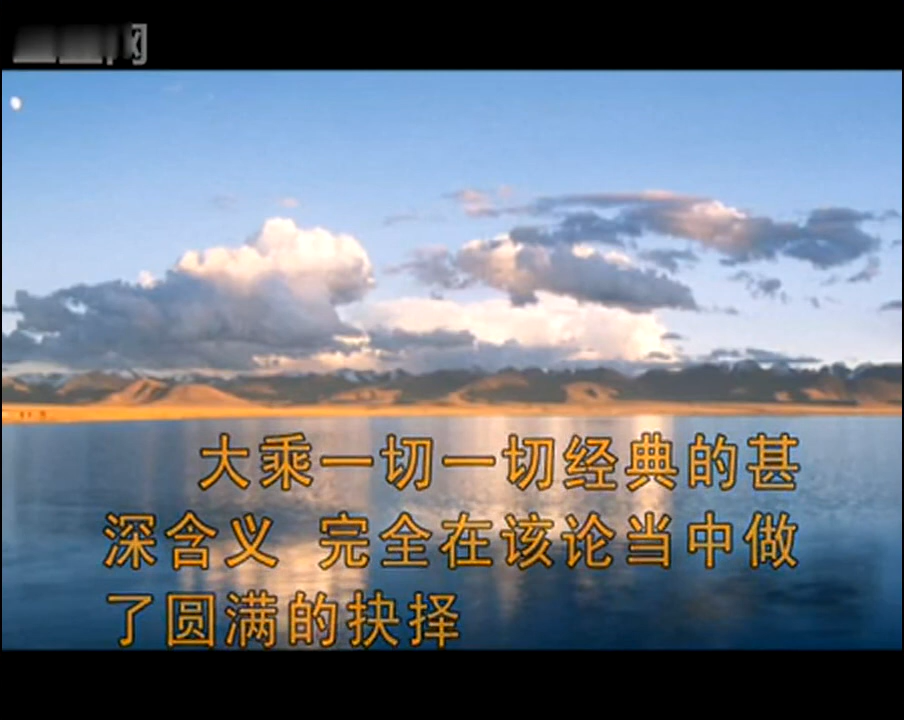 大乘一切一切经典的甚
深含义 完全在该论当中做
了圆满的抉择